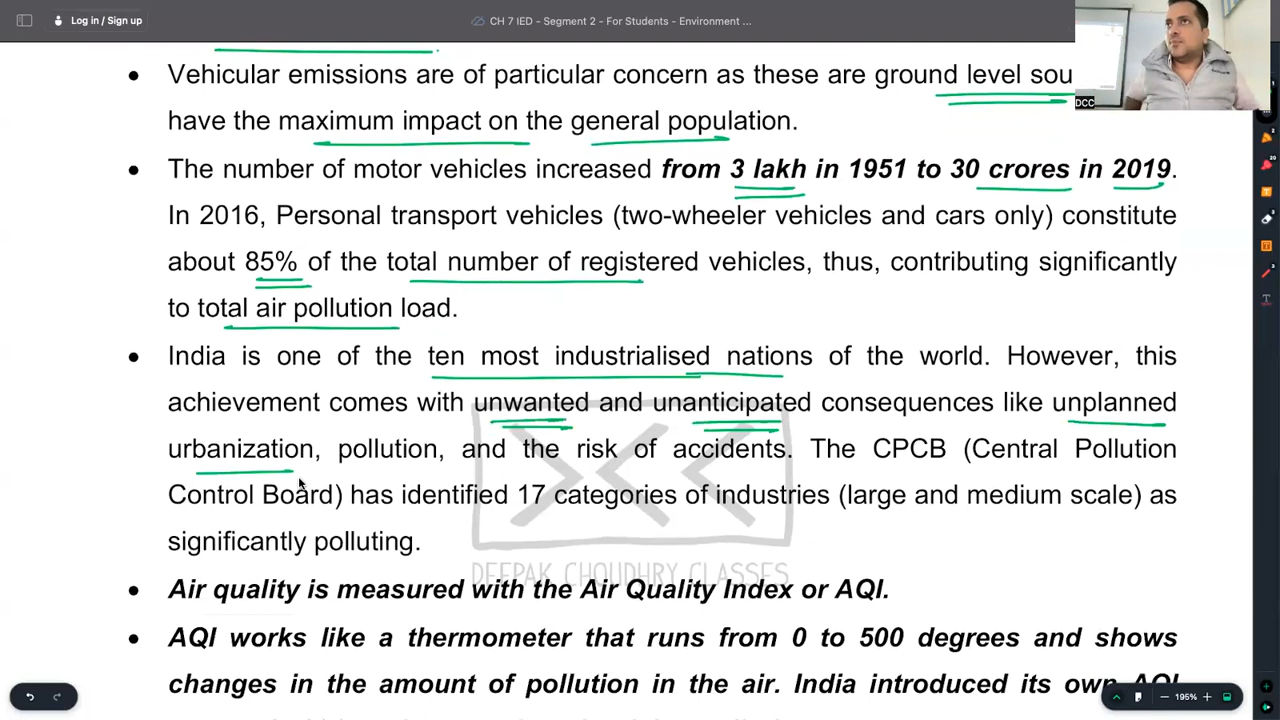 Log in / Sign up
CH 7 IED - Segment 2 - For Students - Environment ...
DCC
Vehicular emissions are of particular concern as these are ground level sou
have the maximum impact on the general population.
The number of motor vehicles increased from 3 lakh in 1951 to 30 crores in 2019.
In 2016, Personal transport vehicles (two-wheeler vehicles and cars only) constitute
about 85% of the total number of registered vehicles, thus, contributing significantly
to total air pollution load.
India is one of the ten most industrialised nations of the world. However, this
achievement comes with unwanted and unanticipated consequences like unplanned
urbanization, pollution, and the risk of accidents. The CPCB (Central Pollution
Control Board) has identified 17 categories of industries (large and medium scale) as
significantly polluting.
DEEPAK CHOUDHRY CLASSES
Air quality is measured with the Air Quality Index or AQI.
AQI works like a thermometer that runs from 0 to 500 degrees and shows
changes in the amount of pollution in the air. India introduced its own AQI
195%